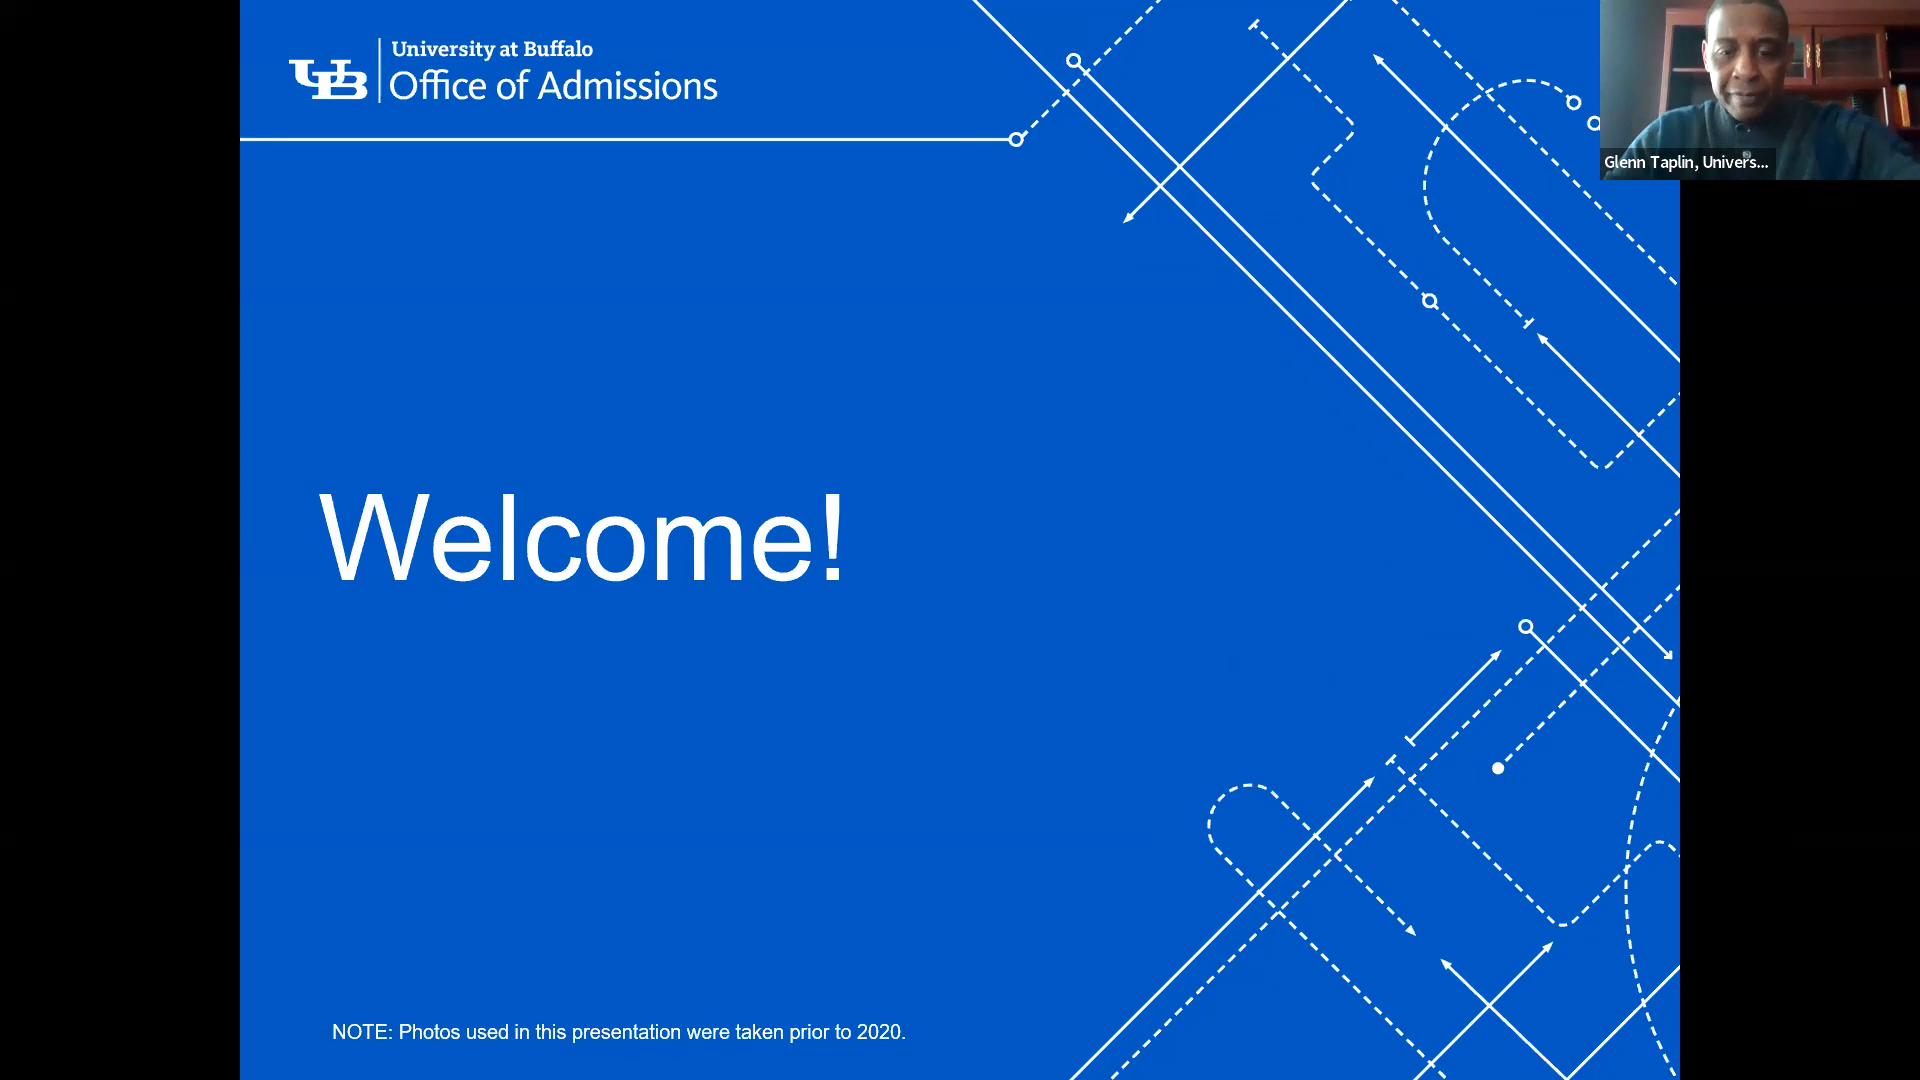 UB
University at Buffalo
Office of Admissions
Glenn Taplin, Univers...
Welcome!
NOTE: Photos used in this presentation were taken prior to 2020.